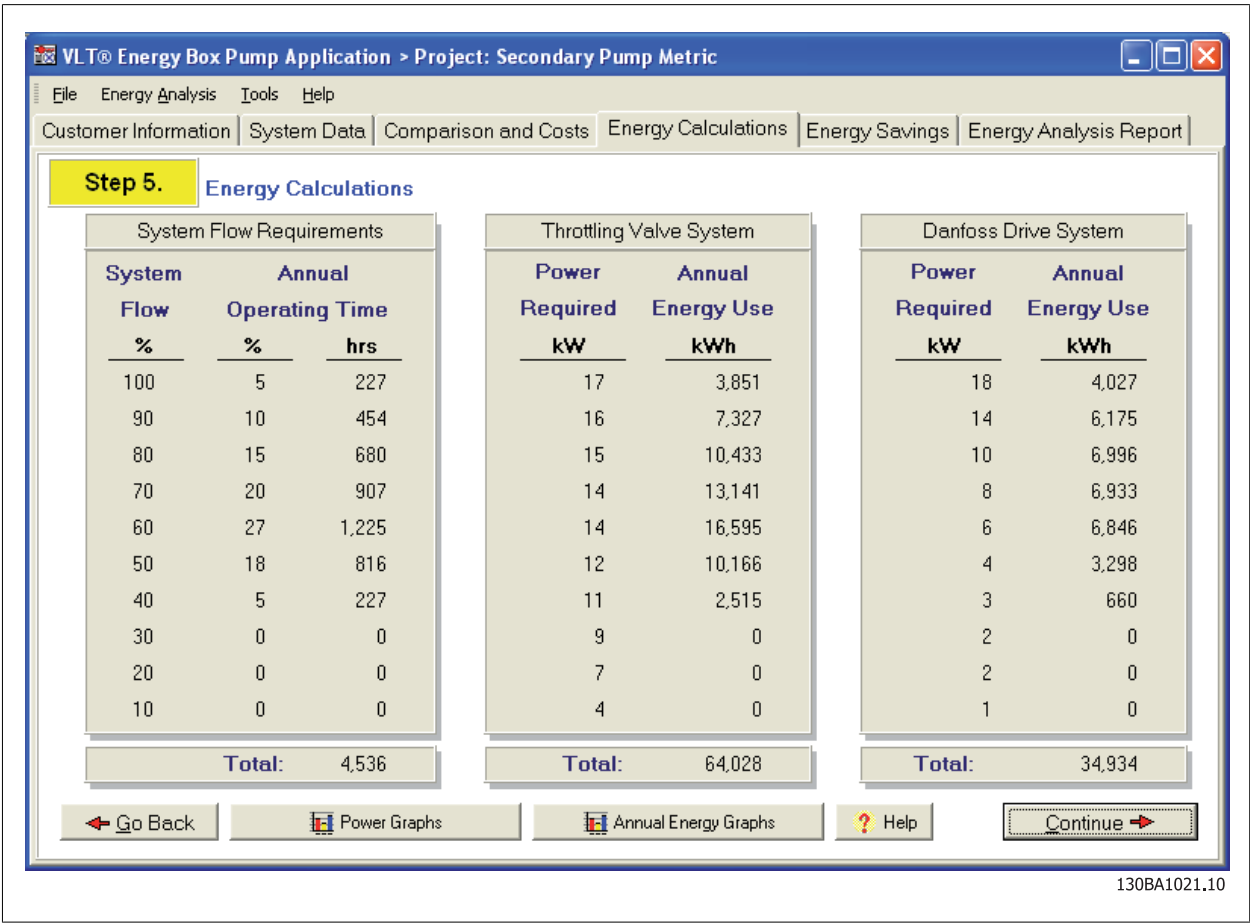 VLT® Energy Box Pump Application > Project: Secondary Pump Metric
File Energy Analysis Tools Help
Customer Information System Data Comparison and Costs Energy Calculations Energy Savings Energy Analysis Report
Step 5. Energy Calculations
System Flow Requirements Throttling Valve System Danfoss Drive System
System Annual Power Annual Power Annual
Flow Operating Time Required Energy Use Required Energy Use
% % hrs kW kWh kW kWh
100 5 227 17 3,851 18 4,027
90 10 454 16 7,327 14 6,175
80 15 680 15 10,433 10 6,996
70 20 907 14 13,141 8 6,933
60 27 1,225 14 16,595 6 6,846
50 18 816 12 10,166 4 3,298
40 5 227 11 2,515 3 660
30 0 0 9 0 2 0
20 0 0 7 0 2 0
10 0 0 4 0 1 0
Total: 4,536 Total: 64,028 Total: 34,934
Go Back Power Graphs Annual Energy Graphs ? Help Continue
130BA1021.10